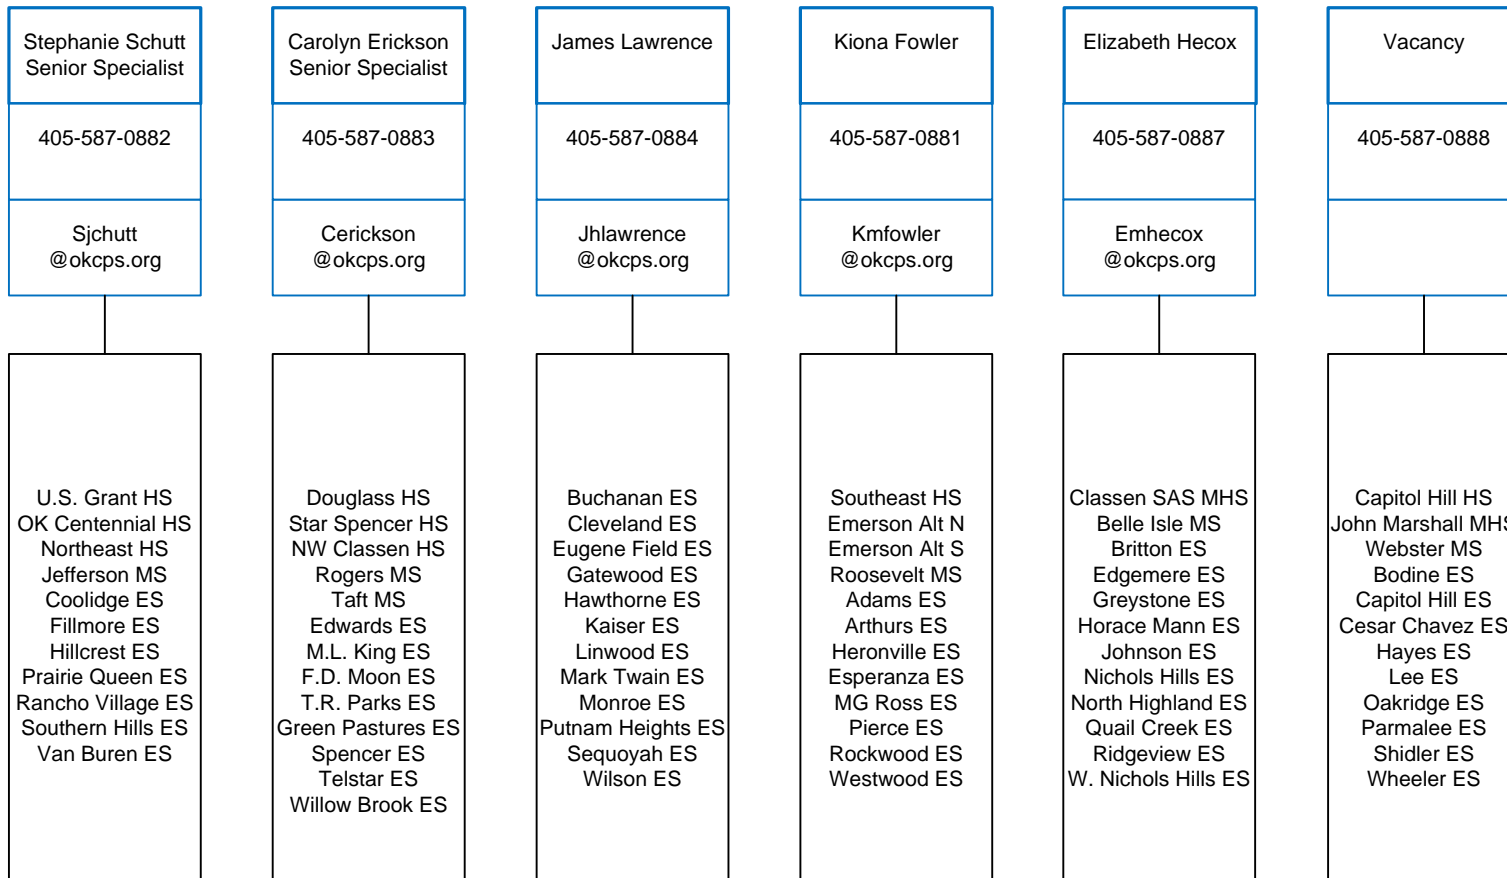 Stephanie Schutt
Senior Specialist
405-587-0882
Sjchutt
@okcps.org
U.S. Grant HS
OK Centennial HS
Northeast HS
Jefferson MS
Coolidge ES
Fillmore ES
Hillcrest ES
Prairie Queen ES
Rancho Village ES
Southern Hills ES
Van Buren ES
Carolyn Erickson
Senior Specialist
405-587-0883
Cerickson
@okcps.org
Douglass HS
Star Spencer HS
NW Classen HS
Rogers MS
Taft MS
Edwards ES
M.L. King ES
F.D. Moon ES
T.R. Parks ES
Green Pastures ES
Spencer ES
Telstar ES
Willow Brook ES
James Lawrence
405-587-0884
Jhlawrence
@okcps.org
Buchanan ES
Cleveland ES
Eugene Field ES
Gatewood ES
Hawthorne ES
Kaiser ES
Linwood ES
Mark Twain ES
Monroe ES
Putnam Heights ES
Sequoyah ES
Wilson ES
Kiona Fowler
405-587-0881
Kmfowler
@okcps.org
Southeast HS
Emerson Alt N
Emerson Alt S
Roosevelt MS
Adams ES
Arthurs ES
Heronville ES
Esperanza ES
MG Ross ES
Pierce ES
Rockwood ES
Westwood ES
Elizabeth Hecox
405-587-0887
Emhecox
@okcps.org
Classen SAS MHS
Belle Isle MS
Britton ES
Edgemere ES
Greystone ES
Horace Mann ES
Johnson ES
Nichols Hills ES
North Highland ES
Quail Creek ES
Ridgeview ES
W. Nichols Hills ES
Vacancy
405-587-0888
Capitol Hill HS
John Marshall MHS
Webster MS
Bodine ES
Capitol Hill ES
Cesar Chavez ES
Hayes ES
Lee ES
Oakridge ES
Parmalee ES
Shidler ES
Wheeler ES